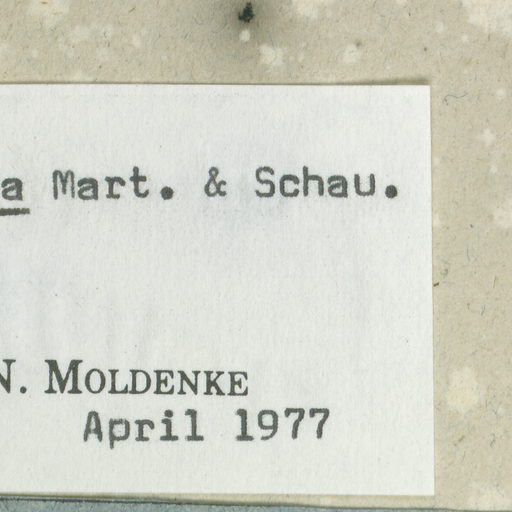 a Mart. & Schau.
N. MOLDENKE
April 1977